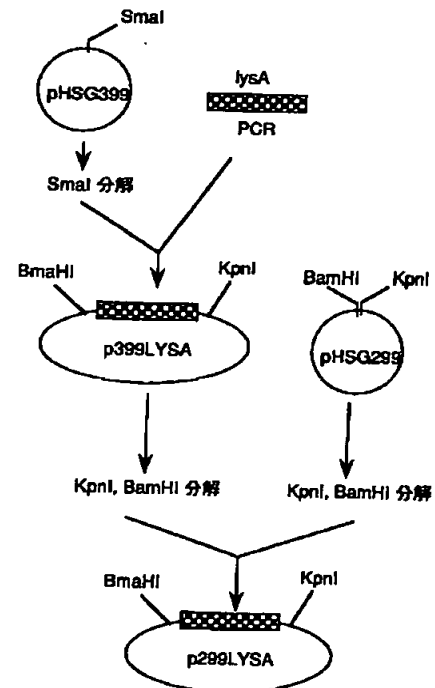 SmaI
pHSG399
lysA
PCR
SmaI 分解
BmaHI
KpnI
p399LYSA
BamHI
KpnI
pHSG299
KpnI, BamHI 分解
KpnI, BamHI 分解
BmaHI
KpnI
p299LYSA